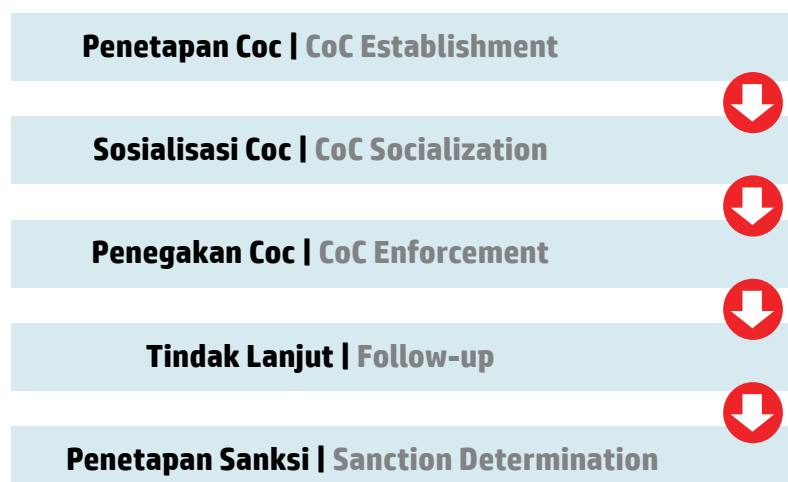 Penetapan Coc | CoC Establishment
Sosialisasi Coc | CoC Socialization
Penegakan Coc | CoC Enforcement
Tindak Lanjut | Follow-up
Penetapan Sanksi | Sanction Determination